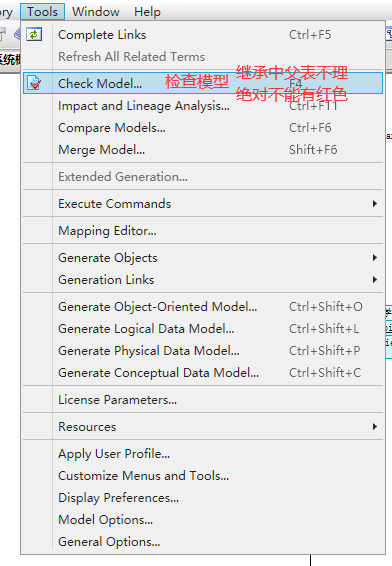 ory Tools Window Help
Complete Links Ctrl+F5
Refresh All Related Terms
继承中父表不理
Check Model... 检查模型 F4
绝对不能有红色
Impact and Lineage Analysis... Ctrl+F11
Compare Models... Ctrl+F6
Merge Model... Shift+F6
Extended Generation...
Execute Commands
Mapping Editor...
Generate Objects
Generation Links
Generate Object-Oriented Model... Ctrl+Shift+O
Generate Logical Data Model... Ctrl+Shift+L
Generate Physical Data Model... Ctrl+Shift+P
Generate Conceptual Data Model... Ctrl+Shift+C
License Parameters...
Resources
Apply User Profile...
Customize Menus and Tools...
Display Preferences...
Model Options...
General Options...